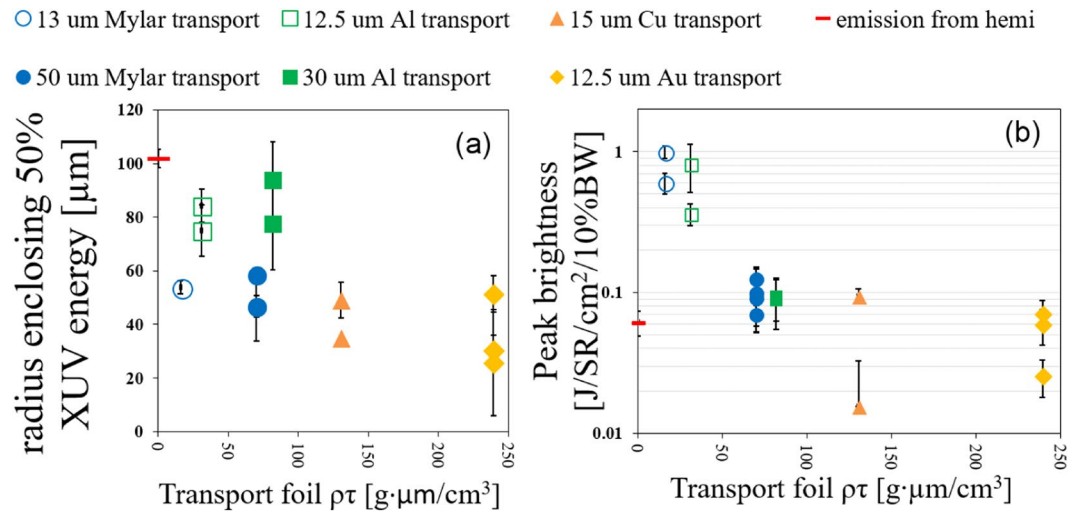 13 um Mylar transport 12.5 um Al transport 15 um Cu transport emission from hemi
50 um Mylar transport 30 um Al transport 12.5 um Au transport
(a)
radius enclosing 50%
XUV energy [μm]
120
100
80
60
40
20
0
0 50 100 150 200 250
Transport foil ρτ [g·μm/cm³]
(b)
Peak brightness
[J/SR/cm²/10%BW]
1
0.1
0.01
0 50 100 150 200 250
Transport foil ρτ [g·μm/cm³]